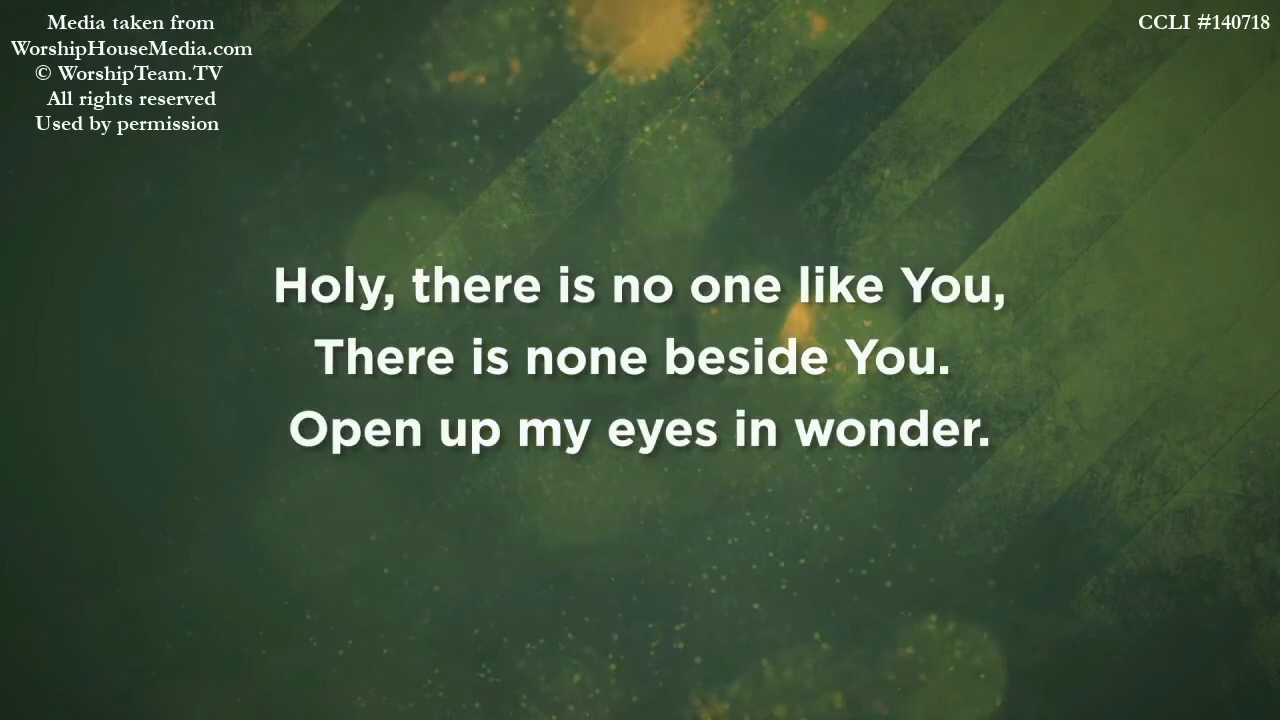 Media taken from
WorshipHouseMedia.com
© WorshipTeam.TV
All rights reserved
Used by permission
CCLI #140718
Holy, there is no one like You,
There is none beside You.
Open up my eyes in wonder.